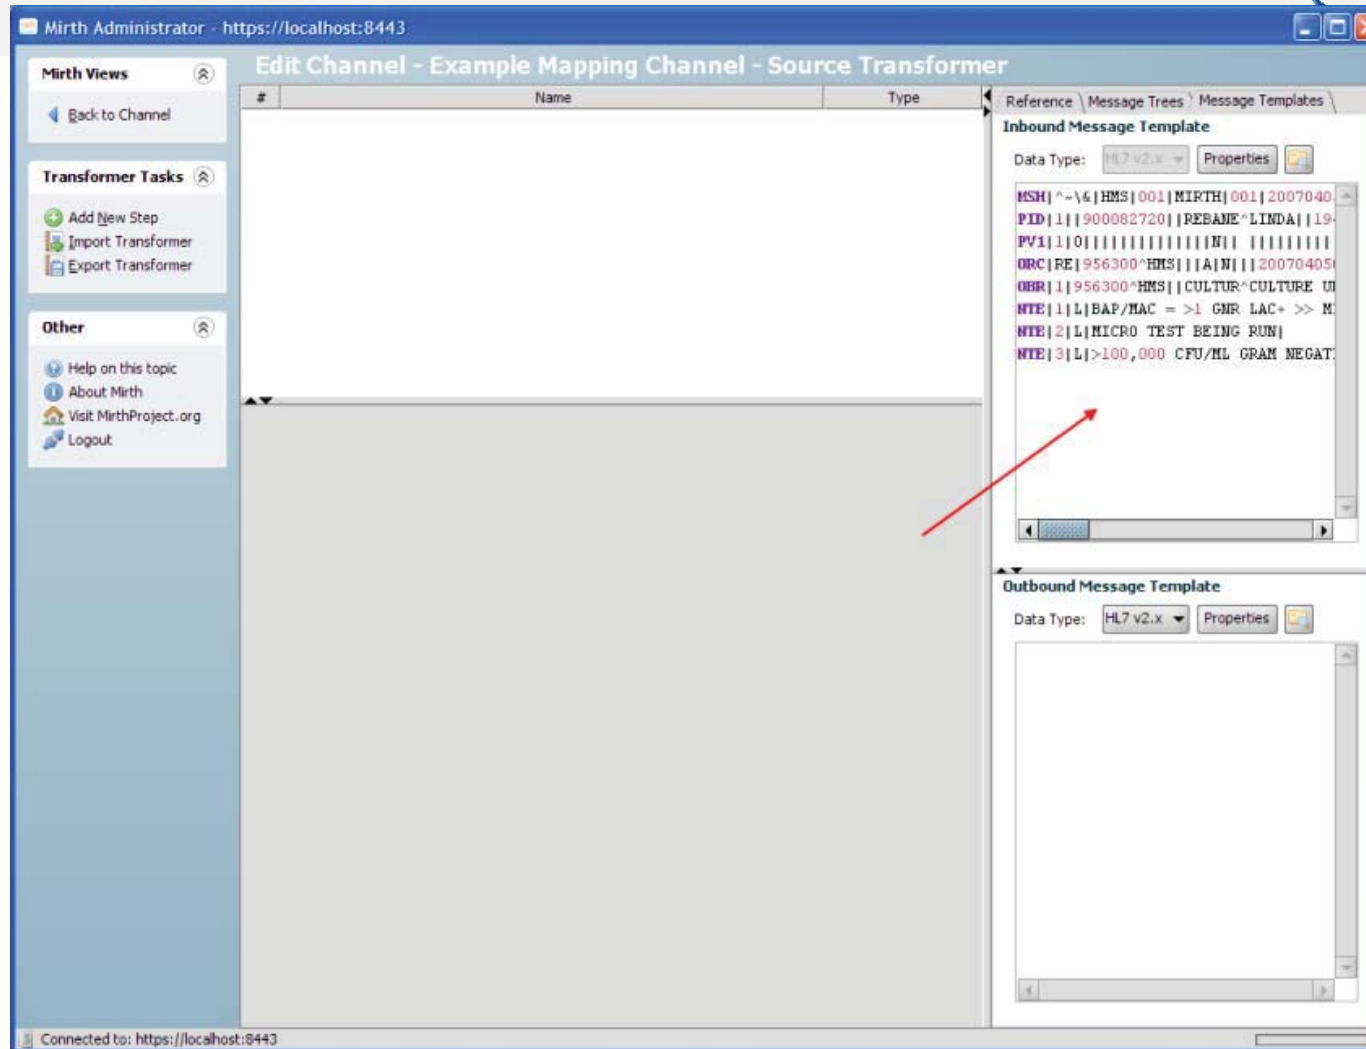 Mirth Administrator - https://localhost:8443
Mirth Views
Back to Channel
Transformer Tasks
Add New Step
Import Transformer
Export Transformer
Other
Help on this topic
About Mirth
Visit MirthProject.org
Logout
Edit Channel - Example Mapping Channel - Source Transformer
# Name Type
Reference Message Trees Message Templates
Inbound Message Template
Data Type: HL7 v2.x Properties
MSH|^~\&|HMS|001|MIRTH|001|2007040
PID|1||900082720||REBANE^LINDA||19
PV1|1|O||||||||||||||N|| |||||||||
ORC|RE|956300^HMS|||A|N|||20070405
OBR|1|956300^HMS||CULTUR^CULTURE
NTE|1|L|BAP/MAC = >1 GNR LAC+ >>
NTE|2|L|MICRO TEST BEING RUN|
NTE|3|L|>100,000 CFU/ML GRAM NEGAT
Outbound Message Template
Data Type: HL7 v2.x Properties
Connected to: https://localhost:8443